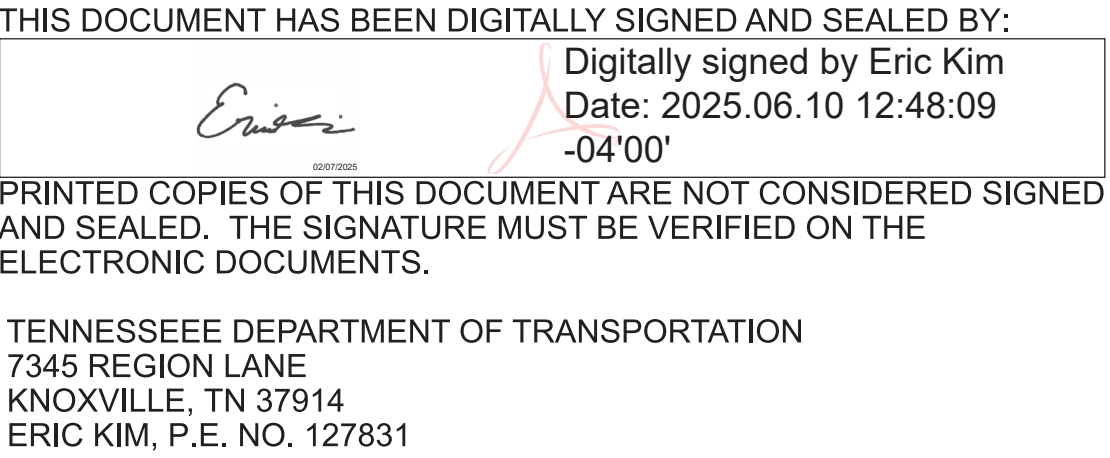 THIS DOCUMENT HAS BEEN DIGITALLY SIGNED AND SEALED BY:
Digitally signed by Eric Kim
Date: 2025.06.10 12:48:09
-04'00'
02/07/2025
PRINTED COPIES OF THIS DOCUMENT ARE NOT CONSIDERED SIGNED
AND SEALED.  THE SIGNATURE MUST BE VERIFIED ON THE
ELECTRONIC DOCUMENTS.
TENNESSEEE DEPARTMENT OF TRANSPORTATION
7345 REGION LANE
KNOXVILLE, TN 37914
ERIC KIM, P.E. NO. 127831